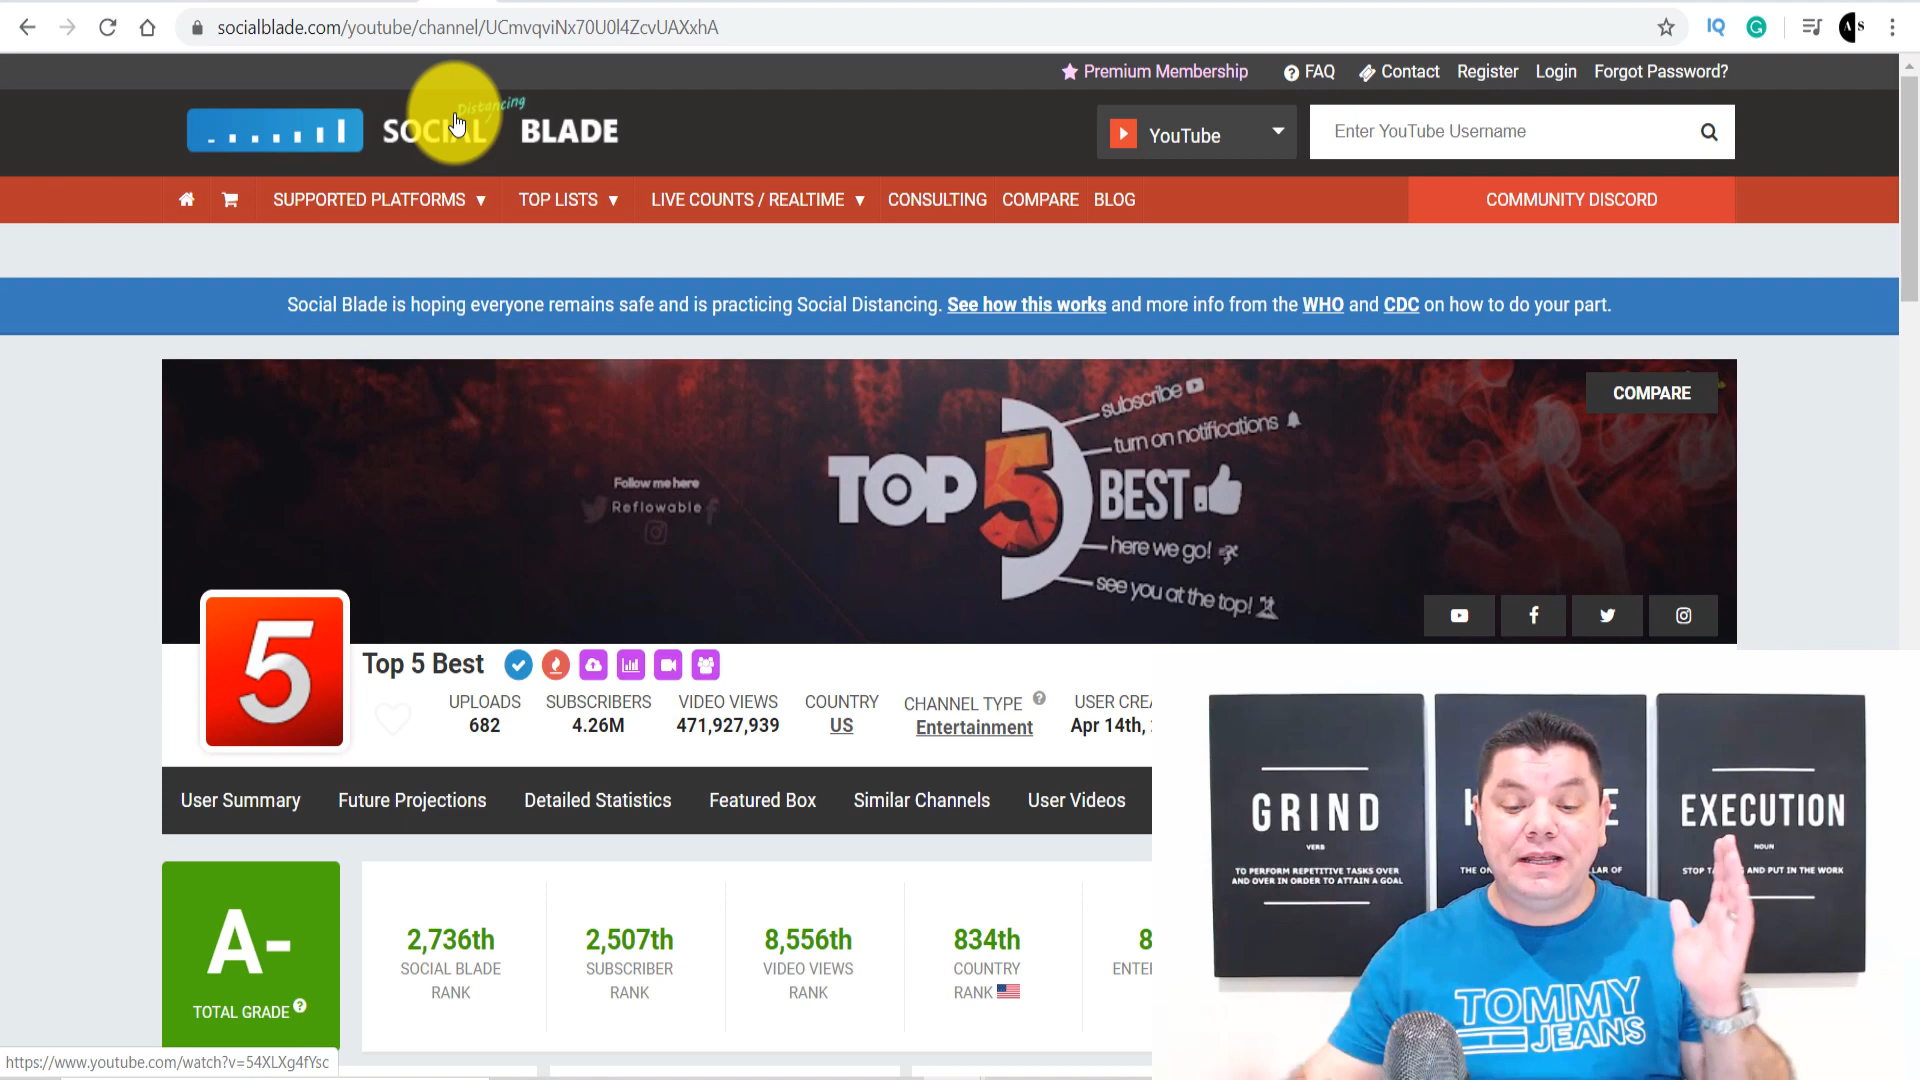 socialblade.com/youtube/channel/UCmvqviNx70U0l4ZcvUAXxhA
IQ
G
A S
Premium Membership
FAQ
Contact
Register
Login
Forgot Password?
Distancing
SOCIAL BLADE
YouTube
Enter YouTube Username
SUPPORTED PLATFORMS
TOP LISTS
LIVE COUNTS / REALTIME
CONSULTING
COMPARE
BLOG
COMMUNITY DISCORD
Social Blade is hoping everyone remains safe and is practicing Social Distancing. See how this works and more info from the WHO and CDC on how to do your part.
COMPARE
Follow me here
Reflowable
TOP 5 BEST
subscribe
turn on notifications
here we go!
see you at the top!
5
Top 5 Best
UPLOADS
682
SUBSCRIBERS
4.26M
VIDEO VIEWS
471,927,939
COUNTRY
US
CHANNEL TYPE
Entertainment
USER CREA
Apr 14th,
User Summary
Future Projections
Detailed Statistics
Featured Box
Similar Channels
User Videos
A-
TOTAL GRADE
2,736th
SOCIAL BLADE
RANK
2,507th
SUBSCRIBER
RANK
8,556th
VIDEO VIEWS
RANK
834th
COUNTRY
RANK
8
ENTE
GRIND
VERB
TO PERFORM REPETITIVE TASKS OVER
AND OVER IN ORDER TO ATTAIN A GOAL
H E
THE ON LAR OF
EXECUTION
NOUN
STOP TA AND PUT IN THE WORK
TOMMY
JEANS
https://www.youtube.com/watch?v=54XLXg4fYsc